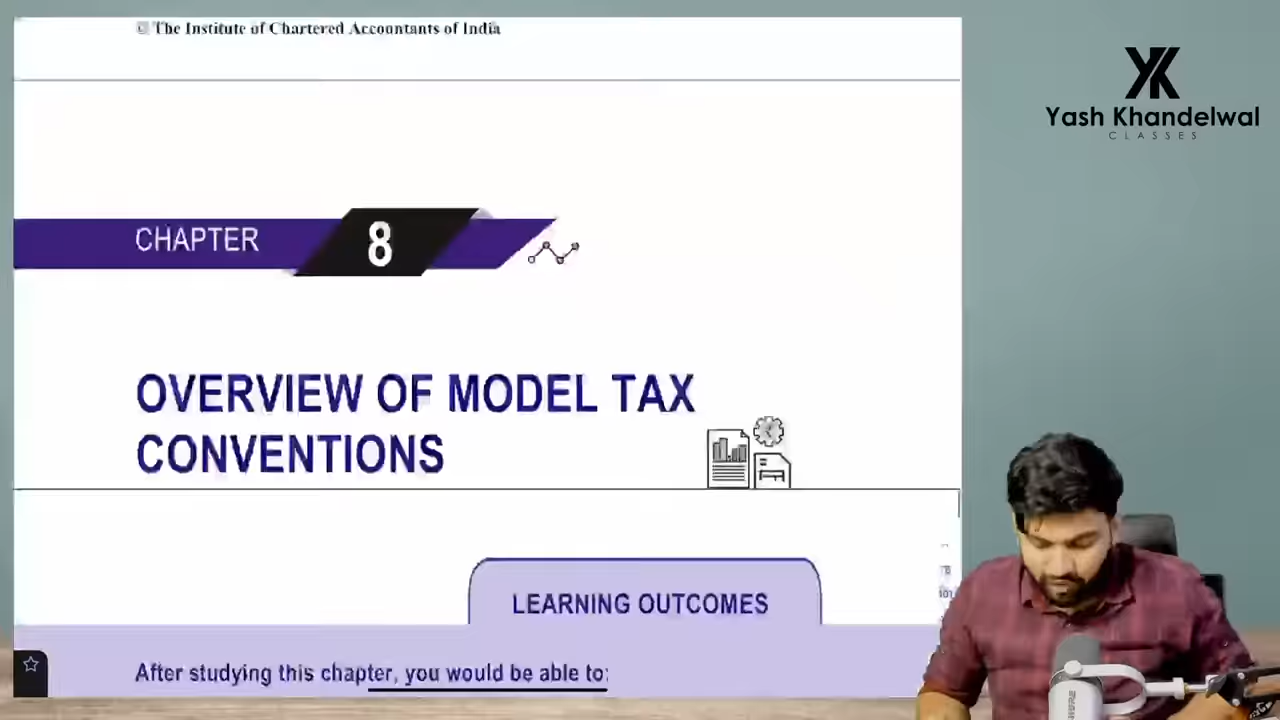 © The Institute of Chartered Accountants of India
YK
Yash Khandelwal
CLASSES
CHAPTER 8
OVERVIEW OF MODEL TAX
CONVENTIONS
LEARNING OUTCOMES
After studying this chapter, you would be able to: